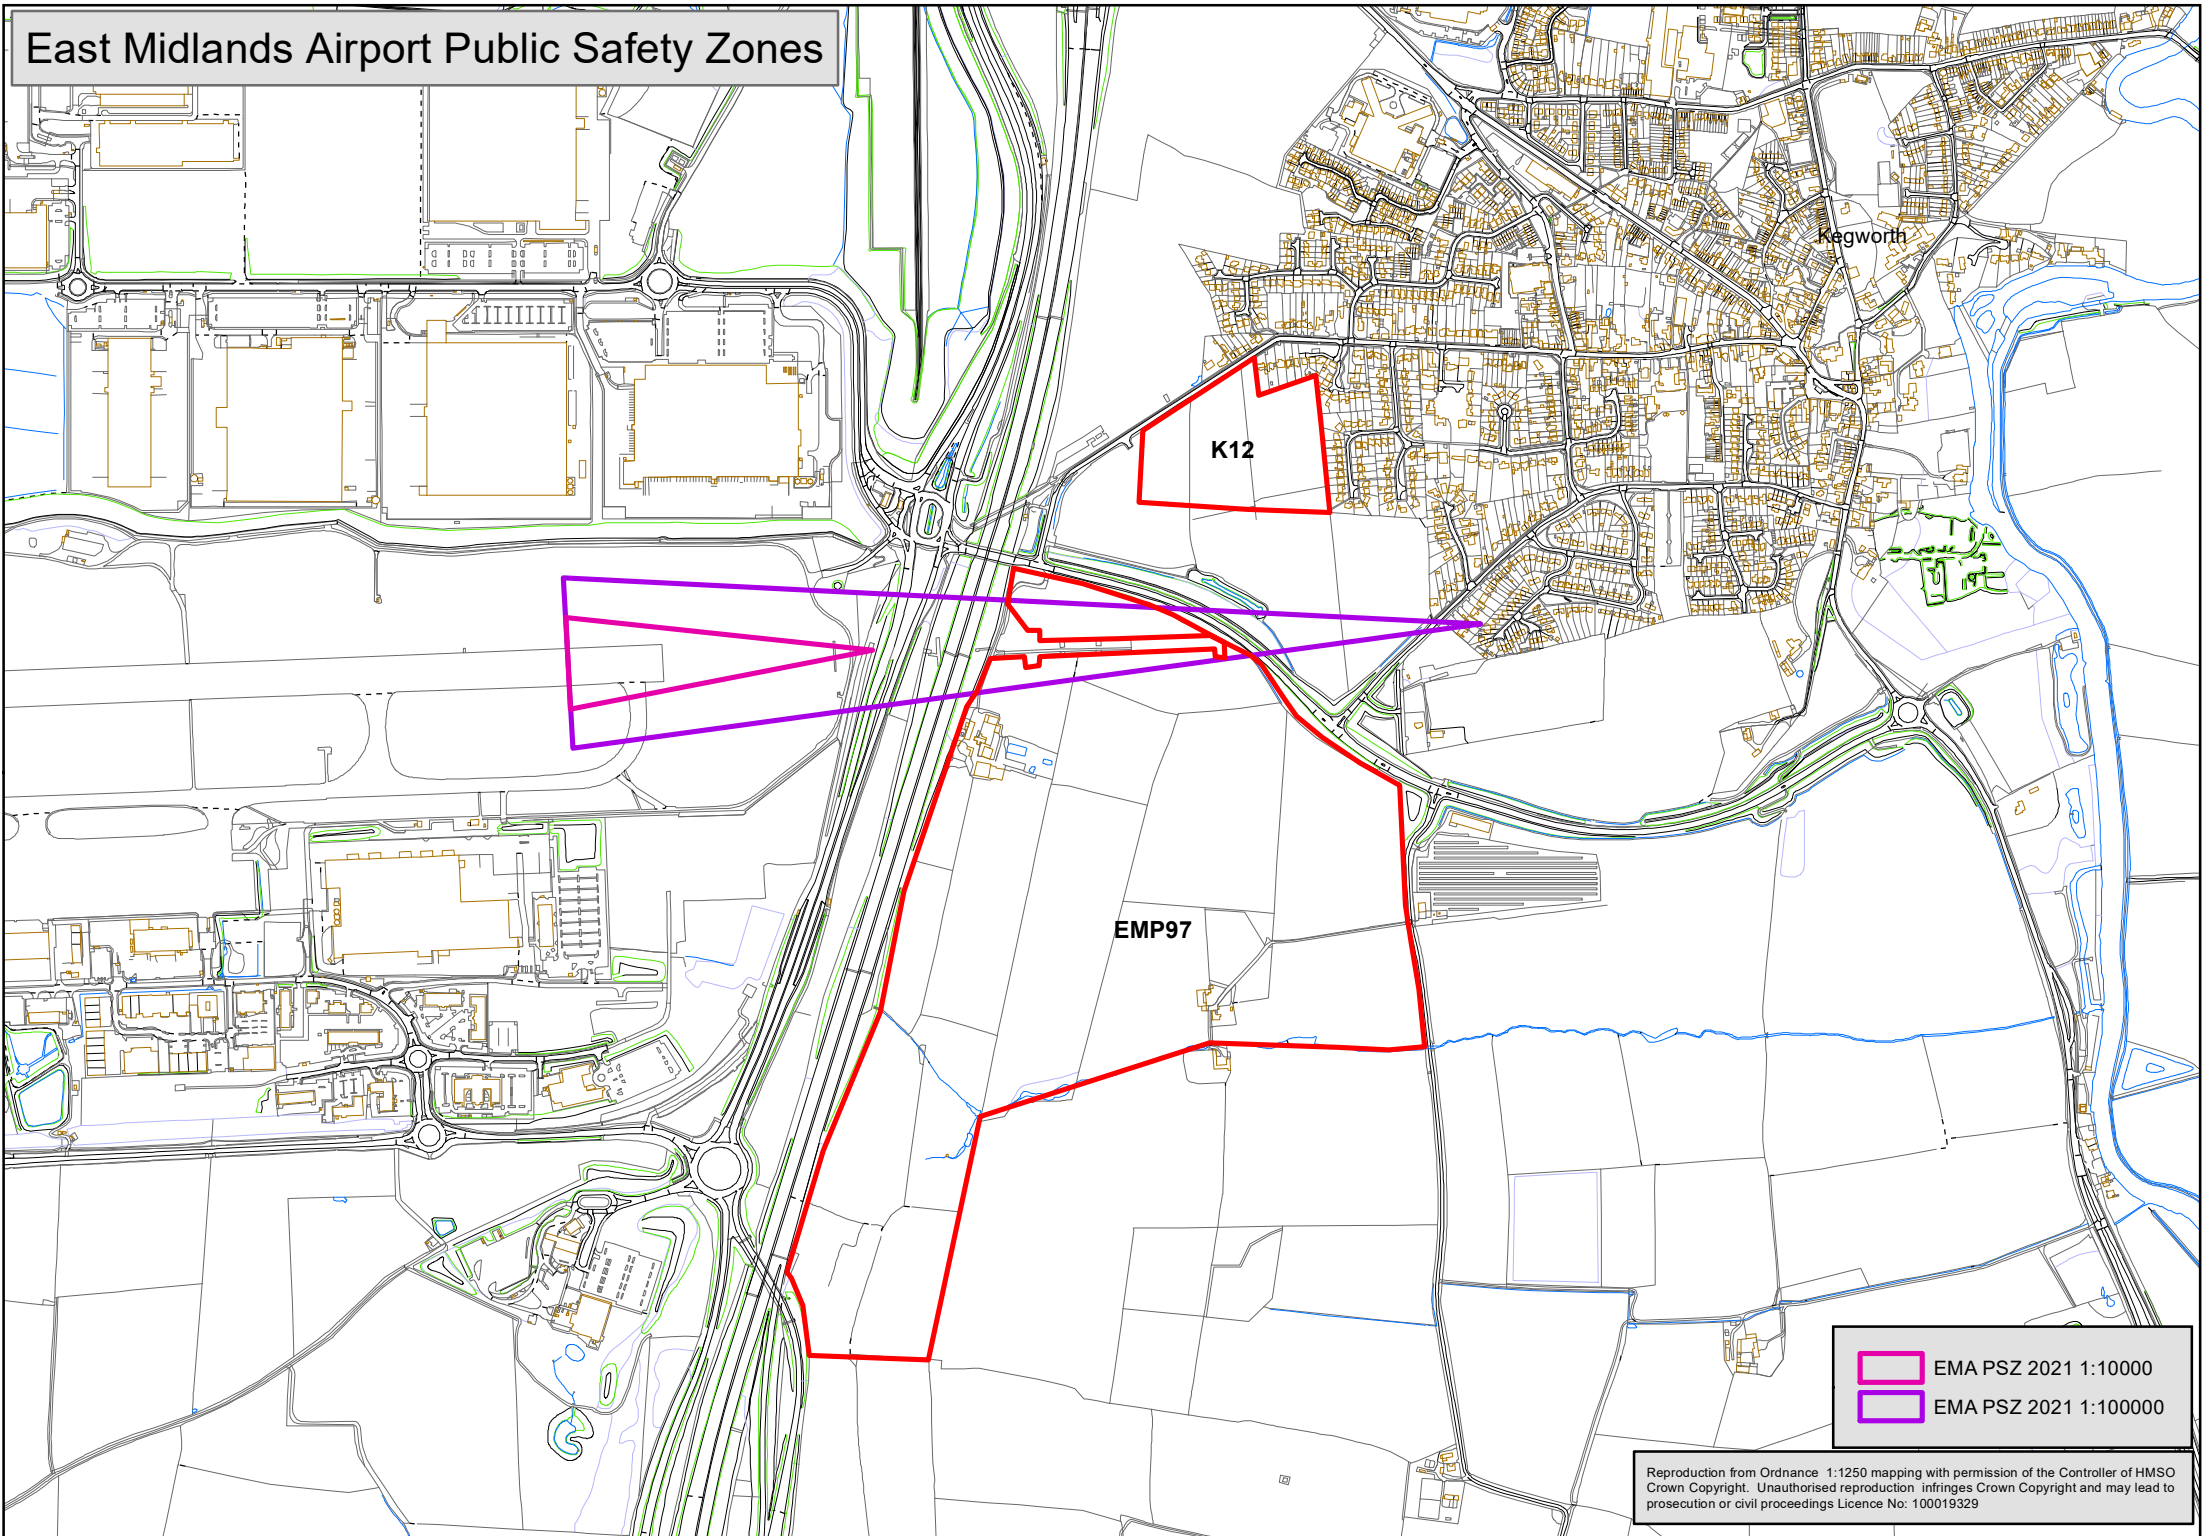 East Midlands Airport Public Safety Zones
Kegworth
K12
EMP97
EMA PSZ 2021 1:10000
EMA PSZ 2021 1:100000
Reproduction from Ordnance 1:1250 mapping with permission of the Controller of HMSO
Crown Copyright. Unauthorised reproduction infringes Crown Copyright and may lead to
prosecution or civil proceedings Licence No: 100019329